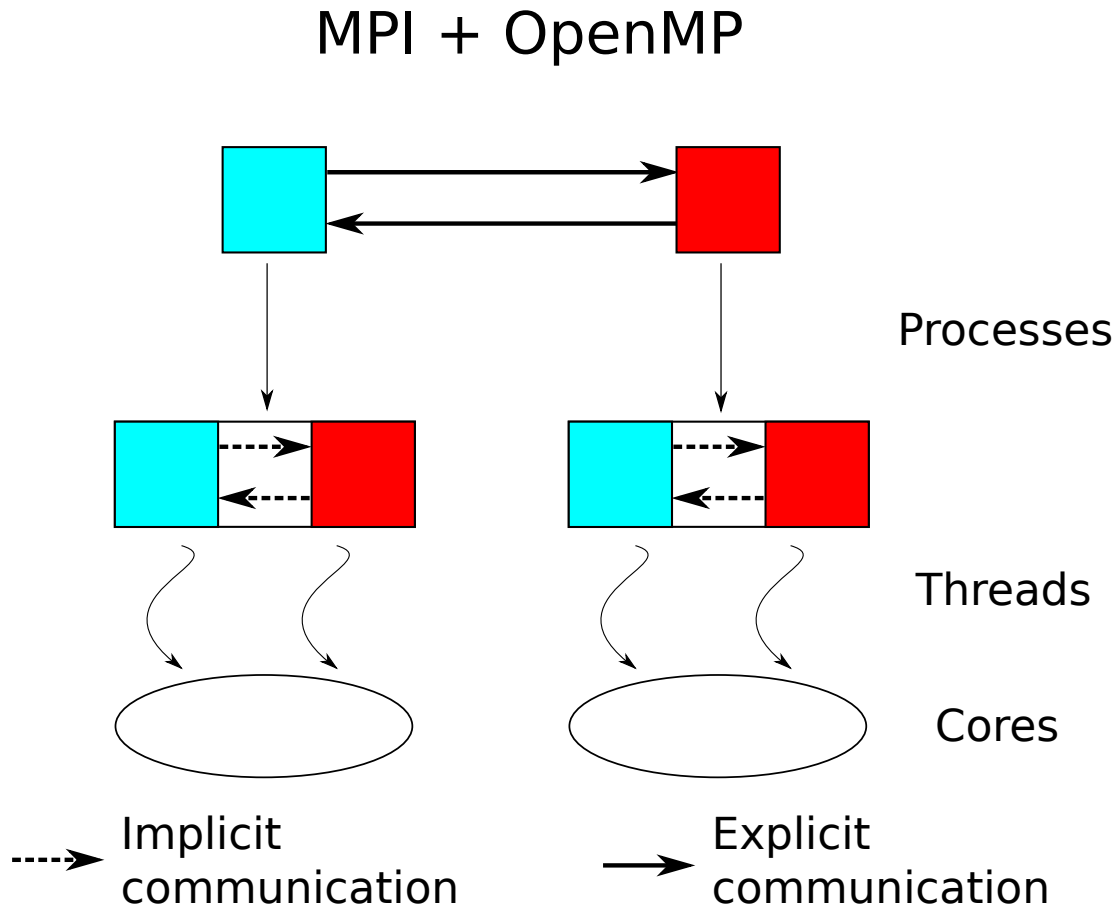 MPI + OpenMP
Processes
Threads
Cores
Implicit
communication
Explicit
communication